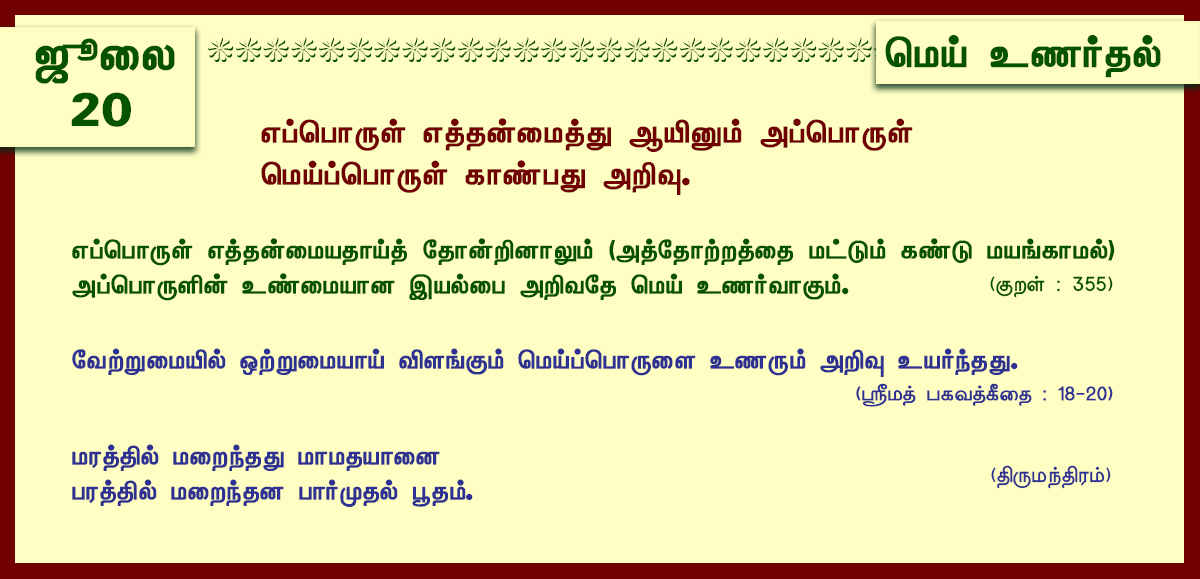 ஜூலை
20
மெய் உணர்தல்
எப்பொருள் எத்தன்மைத்து ஆயினும் அப்பொருள்
மெய்ப்பொருள் காண்பது அறிவு.
எப்பொருள் எத்தன்மையதாய்த் தோன்றினாலும் (அத்தோற்றத்தை மட்டும் கண்டு மயங்காமல்)
அப்பொருளின் உண்மையான இயல்பை அறிவதே மெய் உணர்வாகும்.
(குறள் : 355)
வேற்றுமையில் ஒற்றுமையாய் விளங்கும் மெய்ப்பொருளை உணரும் அறிவு உயர்ந்தது.
(ஸ்ரீமத் பகவத்கீதை : 18-20)
மரத்தில் மறைந்தது மாமதயானை
பரத்தில் மறைந்தன பார்முதல் பூதம்.
(திருமந்திரம்)